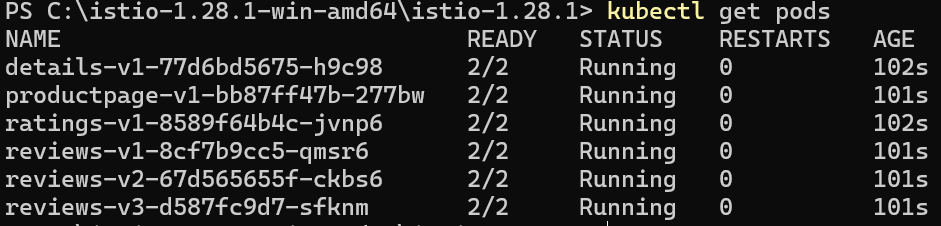 PS C:\istio-1.28.1-win-amd64\istio-1.28.1> kubectl get pods
NAME READY STATUS RESTARTS AGE
details-v1-77d6bd5675-h9c98 2/2 Running 0 102s
productpage-v1-bb87ff47b-277bw 2/2 Running 0 101s
ratings-v1-8589f64b4c-jvnp6 2/2 Running 0 102s
reviews-v1-8cf7b9cc5-qmsr6 2/2 Running 0 101s
reviews-v2-67d565655f-ckbs6 2/2 Running 0 101s
reviews-v3-d587fc9d7-sfknm 2/2 Running 0 101s